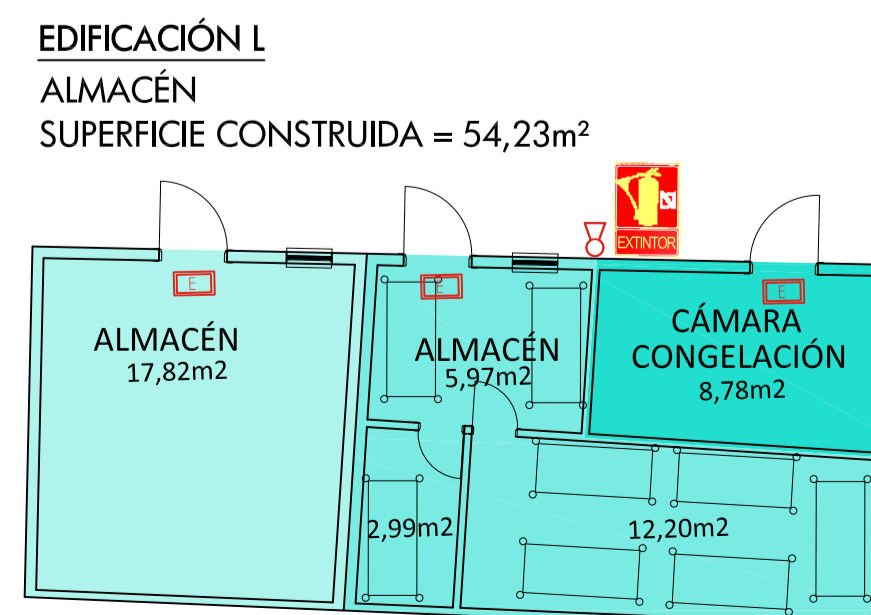 EDIFICACIÓN L
ALMACÉN
SUPERFICIE CONSTRUIDA = 54,23m²
EXTINTOR
E
E
E
ALMACÉN
17,82m2
ALMACÉN
5,97m2
CÁMARA
CONGELACIÓN
8,78m2
2,99m2
12,20m2